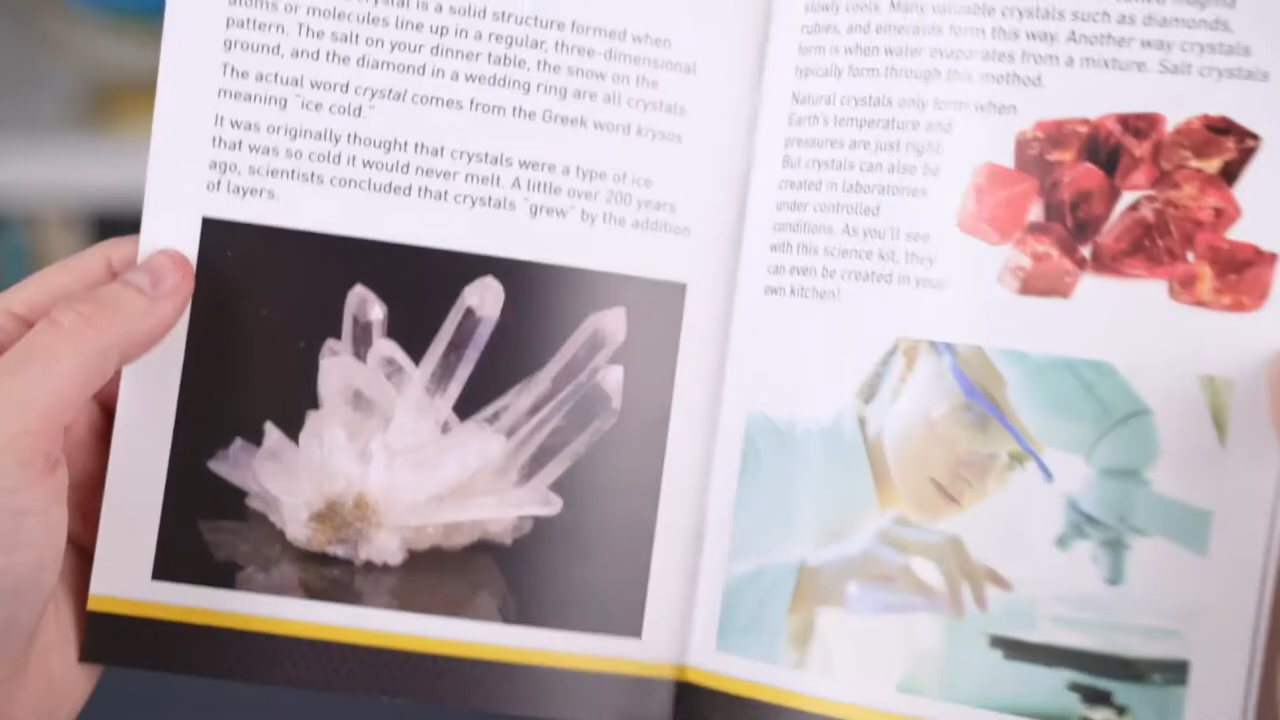 crystal is a solid structure formed when
atoms or molecules line up in a regular, three-dimensional
pattern. The salt on your dinner table, the snow on the
ground, and the diamond in a wedding ring are all crystals.
The actual word crystal comes from the Greek word krysos
meaning "ice cold."
It was originally thought that crystals were a type of ice
that was so cold it would never melt. A little over 200 years
ago, scientists concluded that crystals "grew" by the addition
of layers.
slowly cools. Many valuable crystals such as diamonds,
rubies, and emeralds form this way. Another way crystals
form is when water evaporates from a mixture. Salt crystals
typically form through this method.
Natural crystals only form when
Earth's temperature and
pressures are just right.
But crystals can also be
created in laboratories
under controlled
conditions. As you'll see
with this science kit, they
can even be created in your
own kitchen!